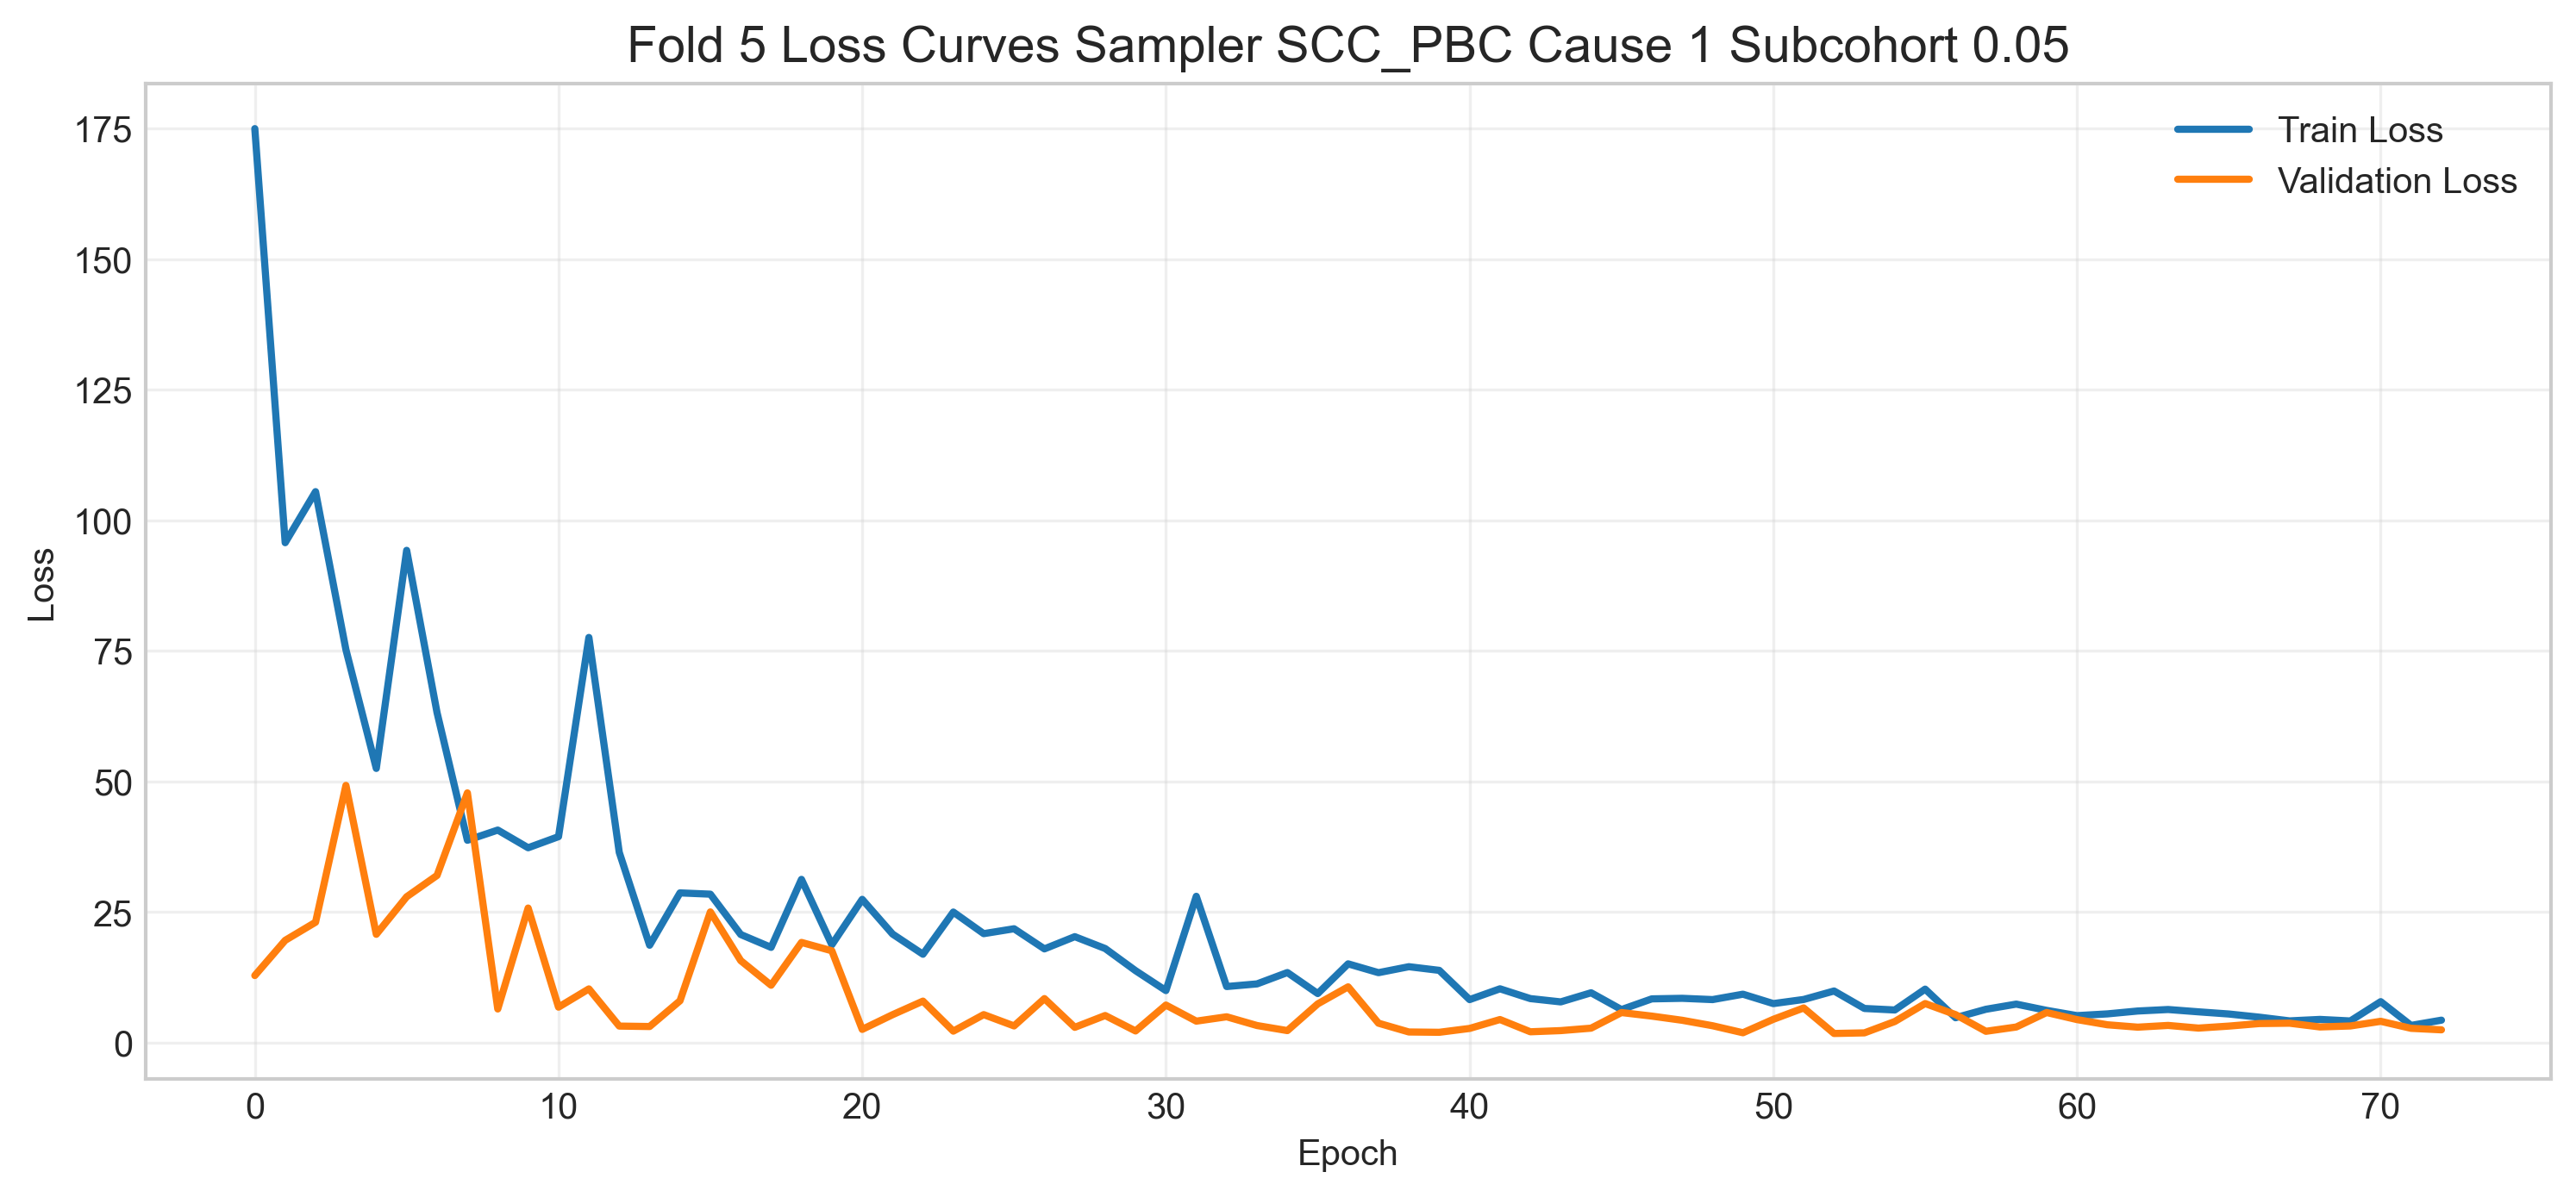 Fold 5 Loss Curves Sampler SCC_PBC Cause 1 Subcohort 0.05
Train Loss
Validation Loss
175
150
125
100
75
50
25
0
Loss
0 10 20 30 40 50 60 70
Epoch